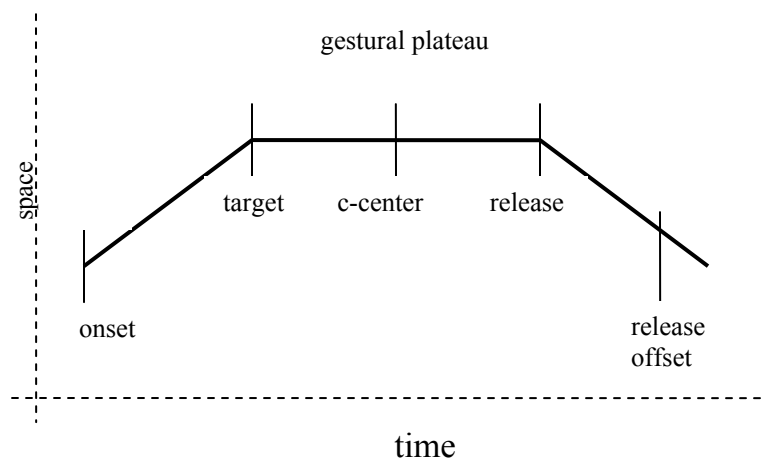 gestural plateau
space
target
c-center
release
onset
release
offset
time